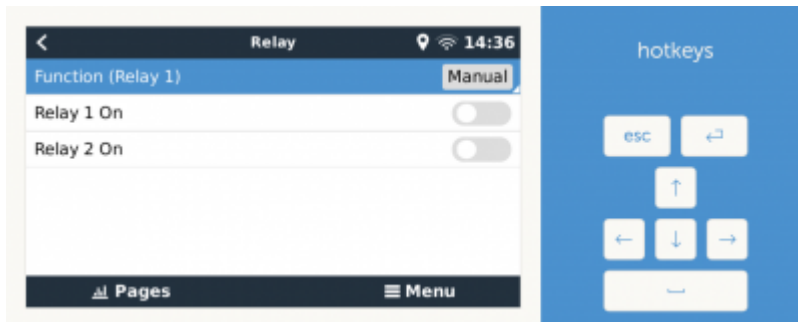 Relay
14:36
Function (Relay 1)
Manual
Relay 1 On
Relay 2 On
Pages
Menu
hotkeys
esc